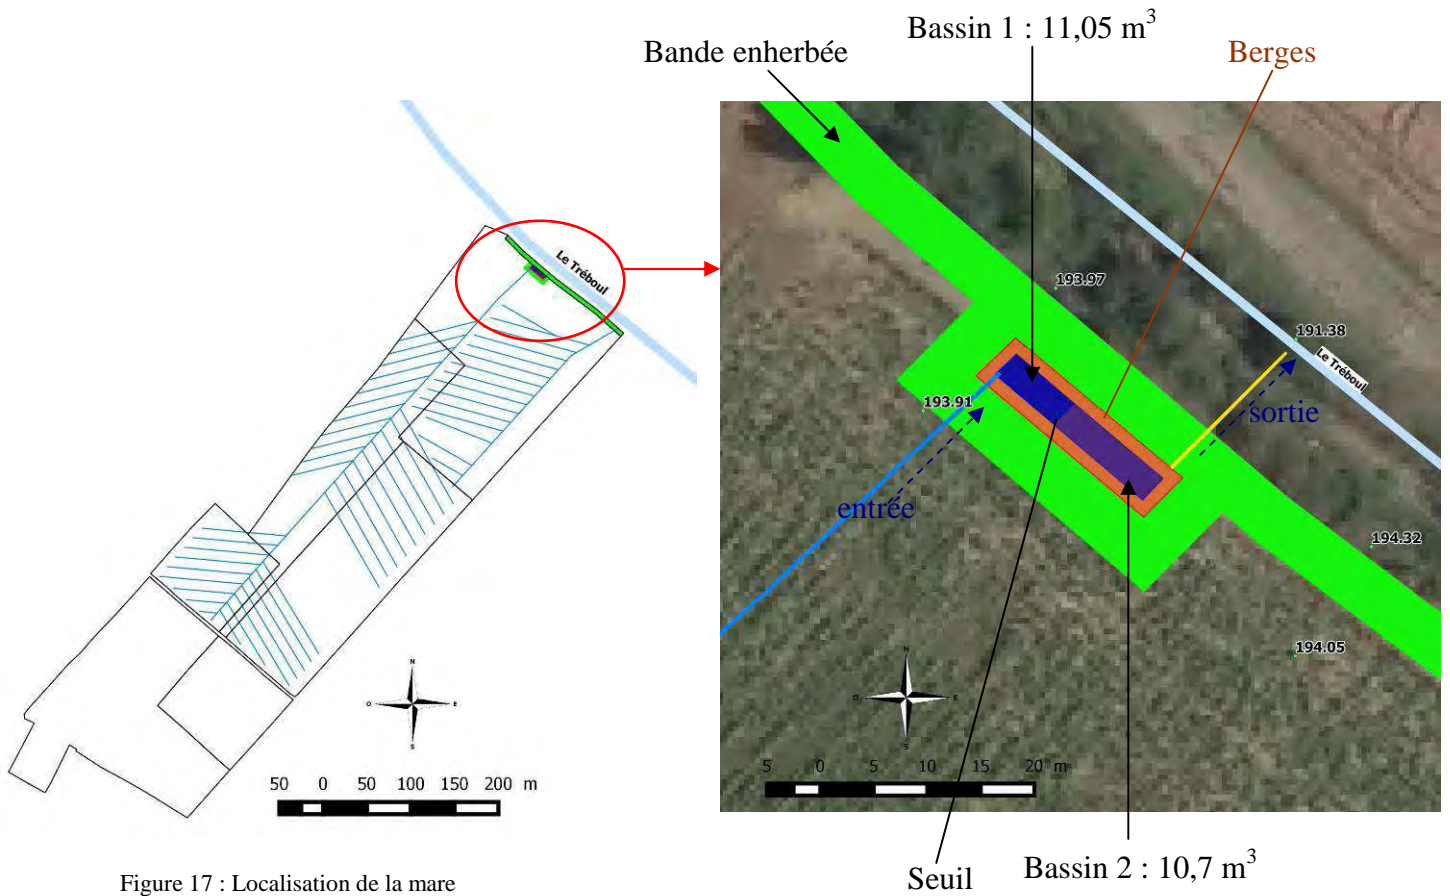 Bassin 1 : 11,05 m³
Bande enherbée
Berges
Le Tréboul
193.97
191.38
Le Tréboul
193.91
sortie
entrée
194.32
194.05
N
O E
S
N
O E
S
50 0 50 100 150 200 m
5 0 5 10 15 20 m
Seuil
Bassin 2 : 10,7 m³
Figure 17 : Localisation de la mare